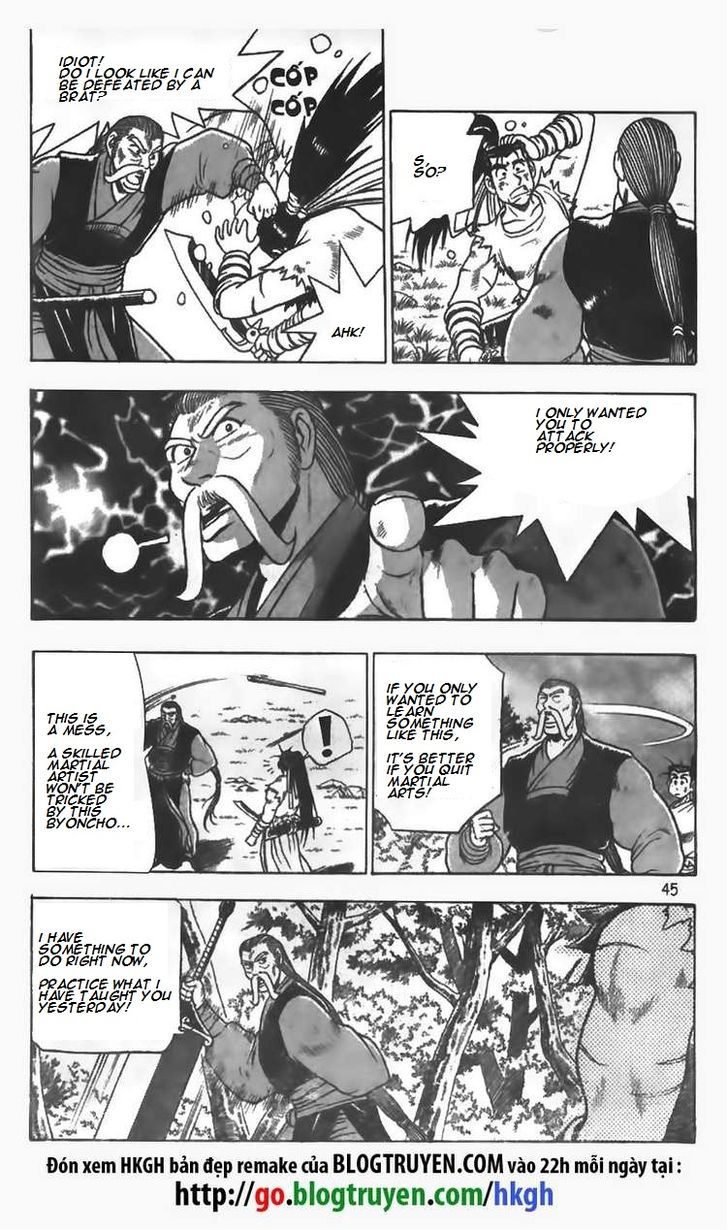 IDIOT!
DO I LOOK LIKE I CAN
BE DEFEATED BY A
BRAT?
CỐP
CỐP
AHK!
S,
SO?
I ONLY WANTED
YOU TO
ATTACK
PROPERLY!
THIS IS
A MESS,
A SKILLED
MARTIAL
ARTIST
WON'T BE
TRICKED
BY THIS
BYONCHO...
!
IF YOU ONLY
WANTED TO
LEARN
SOMETHING
LIKE THIS,
IT'S BETTER
IF YOU QUIT
MARTIAL
ARTS!
45
I HAVE
SOMETHING TO
DO RIGHT NOW,
PRACTICE WHAT I
HAVE TAUGHT YOU
YESTERDAY!
Đón xem HKGH bản đẹp remake của BLOGTRUYEN.COM vào 22h mỗi ngày tại :
http://go.blogtruyen.com/hkgh